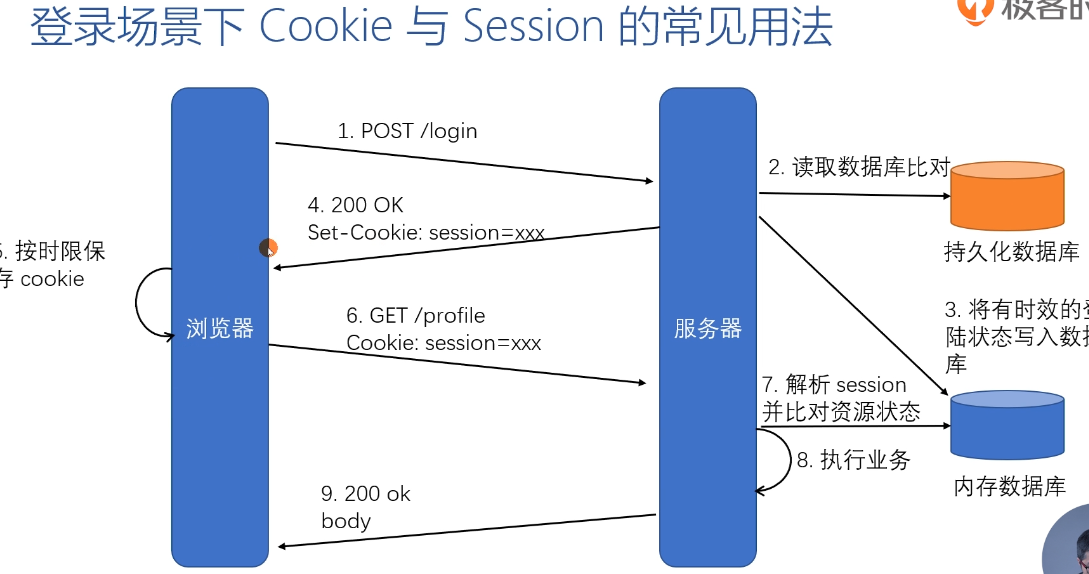 登录场景下 Cookie 与 Session 的常见用法
极客时
1. POST /login
2. 读取数据库比对
4. 200 OK
Set-Cookie: session=xxx
持久化数据库
5. 按时限保
存 cookie
6. GET /profile
Cookie: session=xxx
浏览器
服务器
3. 将有时效的登
陆状态写入数据
库
7. 解析 session
并比对资源状态
8. 执行业务
内存数据库
9. 200 ok
body